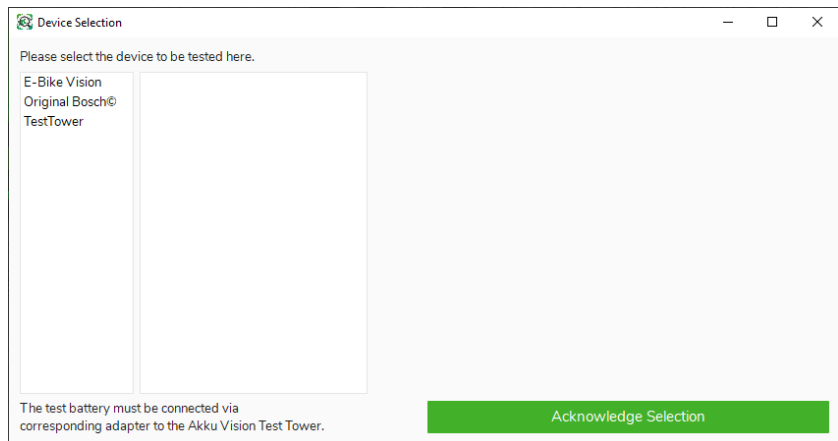 Device Selection
Please select the device to be tested here.
E-Bike Vision
Original Bosch©
TestTower
The test battery must be connected via
corresponding adapter to the Akku Vision Test Tower.
Acknowledge Selection